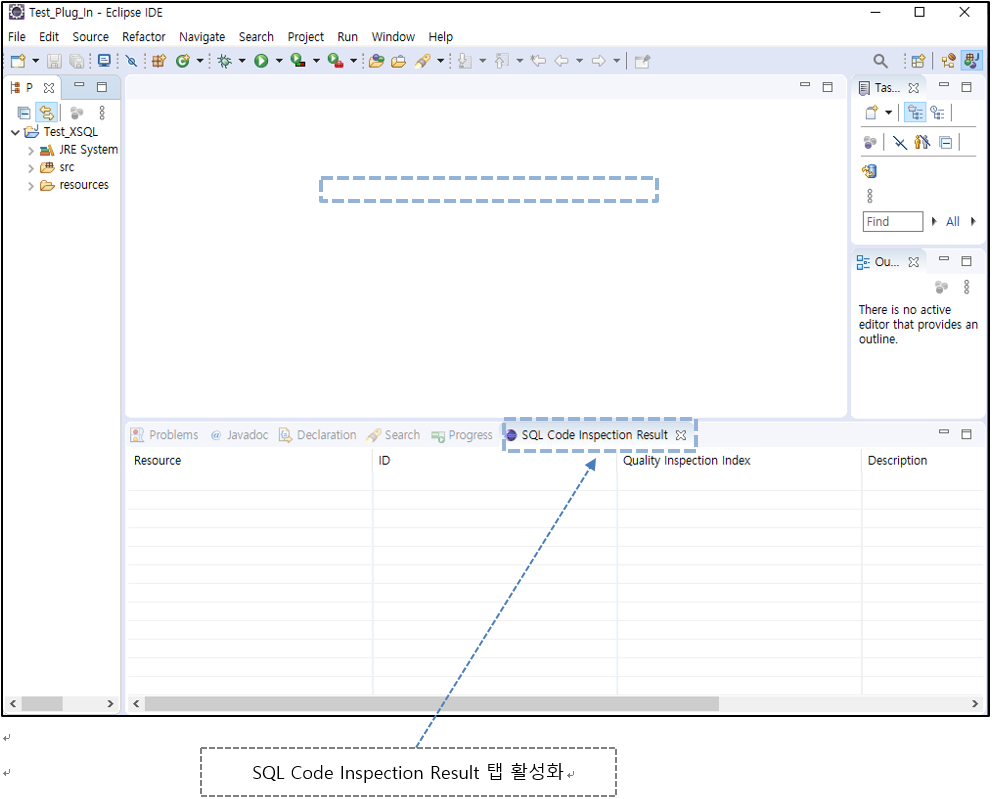 Test_Plug_In - Eclipse IDE
File Edit Source Refactor Navigate Search Project Run Window Help
P
Test_XSQL
JRE System
src
resources
Tas...
Find All
Ou...
There is no active
editor that provides an
outline.
Problems @ Javadoc Declaration Search Progress SQL Code Inspection Result
Resource ID Quality Inspection Index Description
SQL Code Inspection Result 탭 활성화